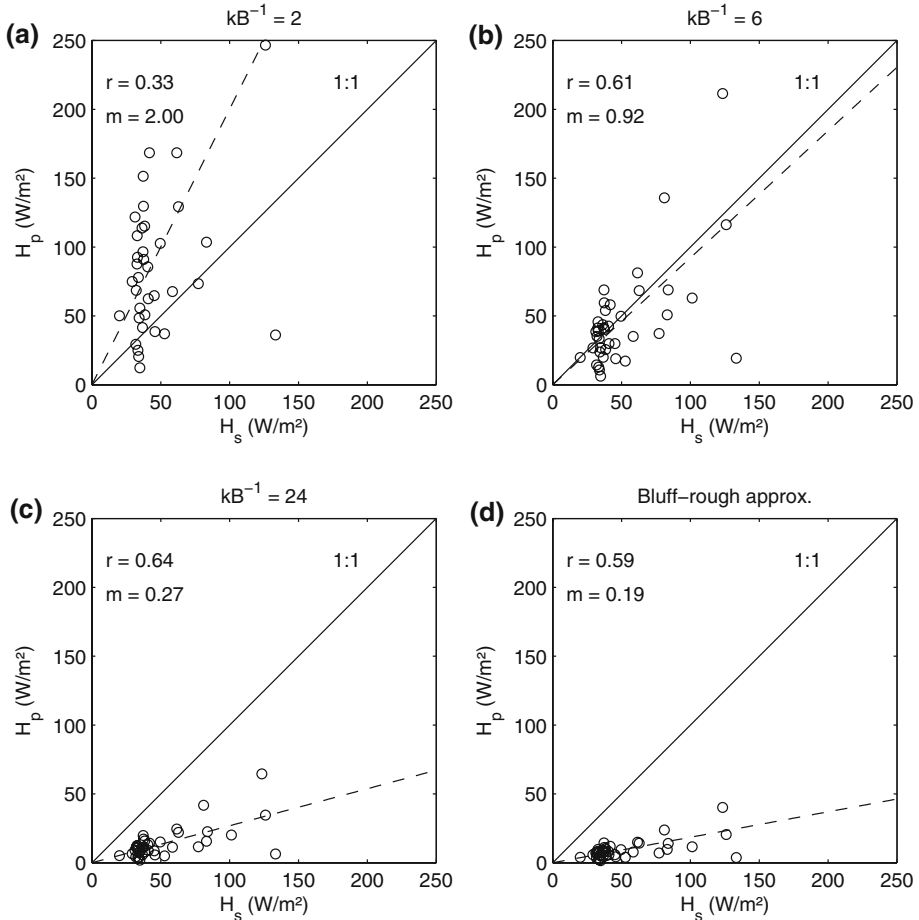 (a)
kB⁻¹ = 2
r = 0.33
m = 2.00
1:1
H_p (W/m²)
250
200
150
100
50
0
0 50 100 150 200 250
H_s (W/m²)
(b)
kB⁻¹ = 6
r = 0.61
m = 0.92
1:1
H_p (W/m²)
250
200
150
100
50
0
0 50 100 150 200 250
H_s (W/m²)
(c)
kB⁻¹ = 24
r = 0.64
m = 0.27
1:1
H_p (W/m²)
250
200
150
100
50
0
0 50 100 150 200 250
H_s (W/m²)
(d)
Bluff−rough approx.
r = 0.59
m = 0.19
1:1
H_p (W/m²)
250
200
150
100
50
0
0 50 100 150 200 250
H_s (W/m²)